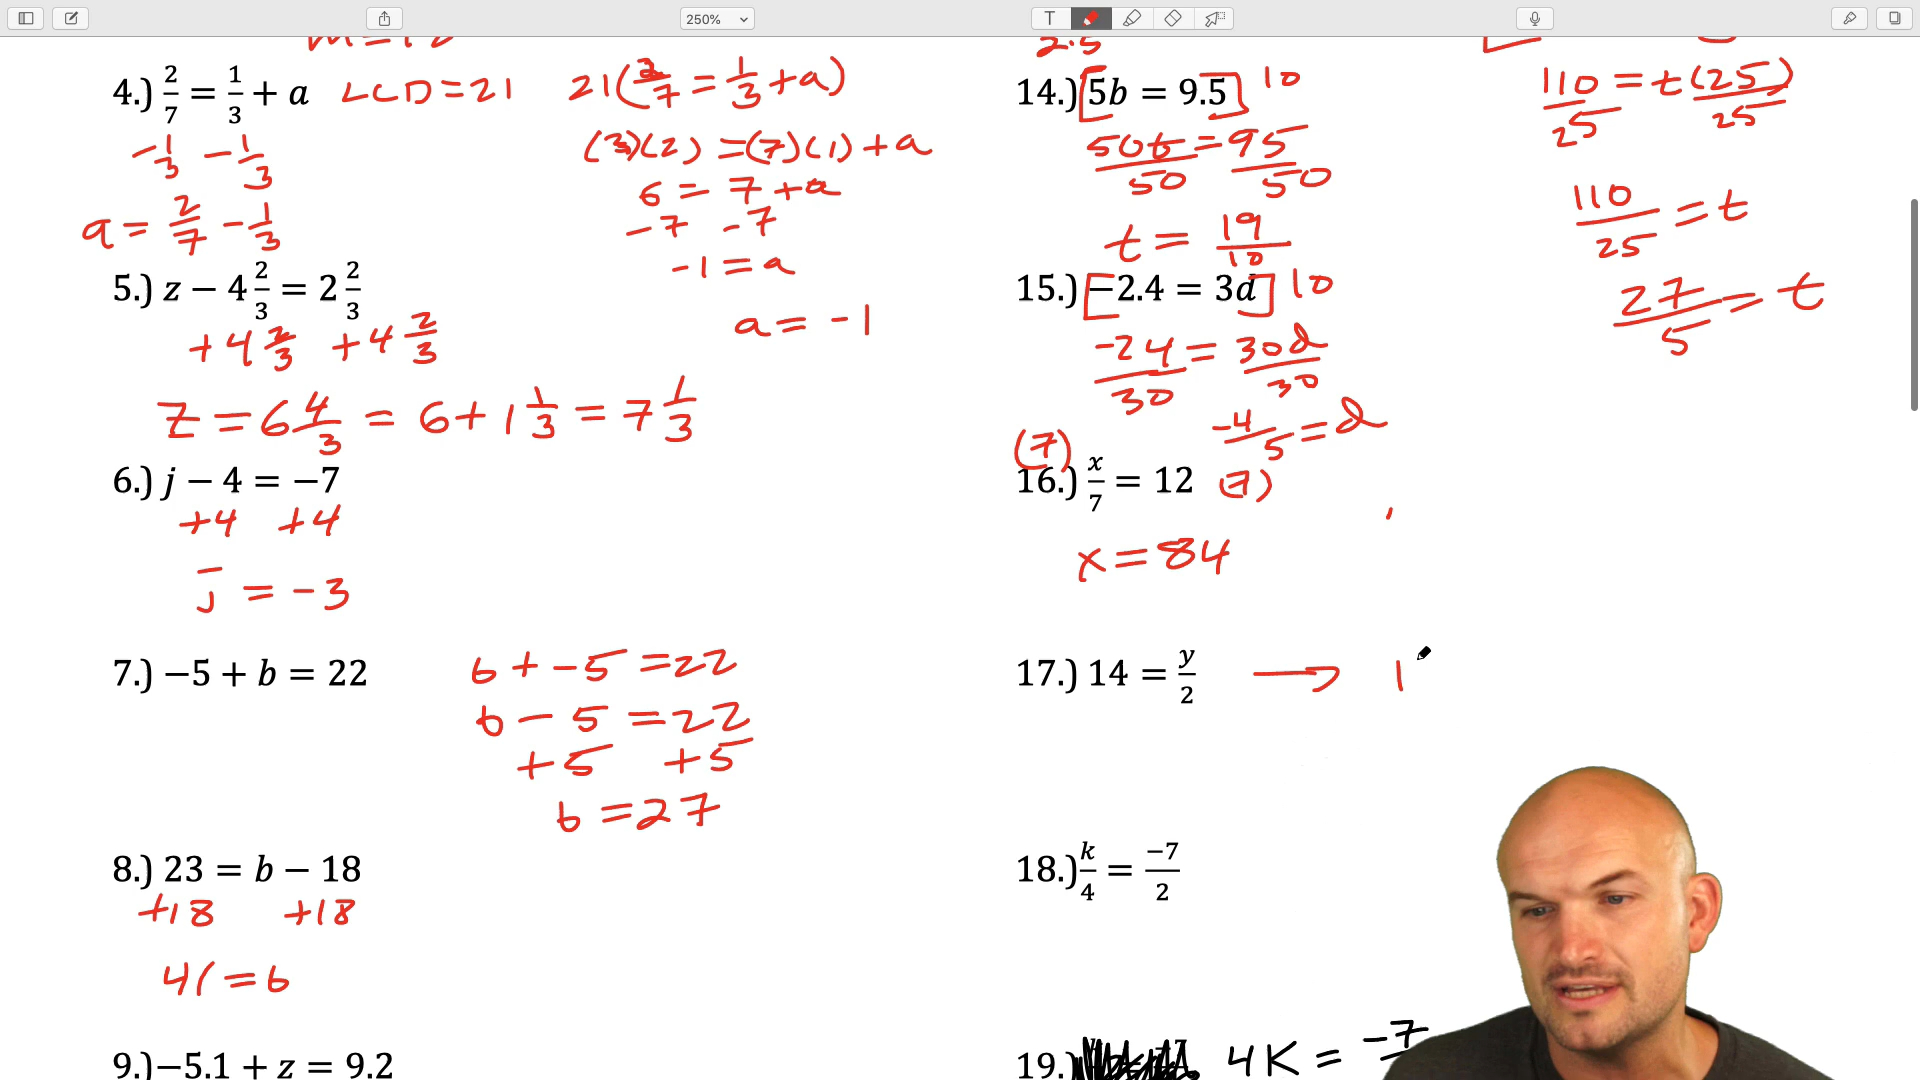 250%
T
m = 12
4.) 2/7 = 1/3 + a LCD = 21 21(2/7 = 1/3 + a)
-1/3 -1/3 (3)(2) = (7)(1) + a
6 = 7 + a
a = 2/7 - 1/3 -7 -7
-1 = a
a = -1
5.) z − 4 2/3 = 2 2/3
+4 2/3 +4 2/3
z = 6 4/3 = 6 + 1 1/3 = 7 1/3
6.) j − 4 = −7
+4 +4
j = -3
7.) −5 + b = 22 b + -5 = 22
b - 5 = 22
+5 +5
b = 27
8.) 23 = b − 18
+18 +18
41 = b
9.) −5.1 + z = 9.2
2.5
14.) [5b = 9.5] 10
50t/50 = 95/50
t = 19/10
15.) [−2.4 = 3d] 10
-24/30 = 30d/30
-4/5 = d
(7)
16.) x/7 = 12 (7)
x = 84
17.) 14 = y/2 → 1
18.) k/4 = −7/2
19.) 4K = -7
110/25 = t(25)/25
110/25 = t
27/5 = t